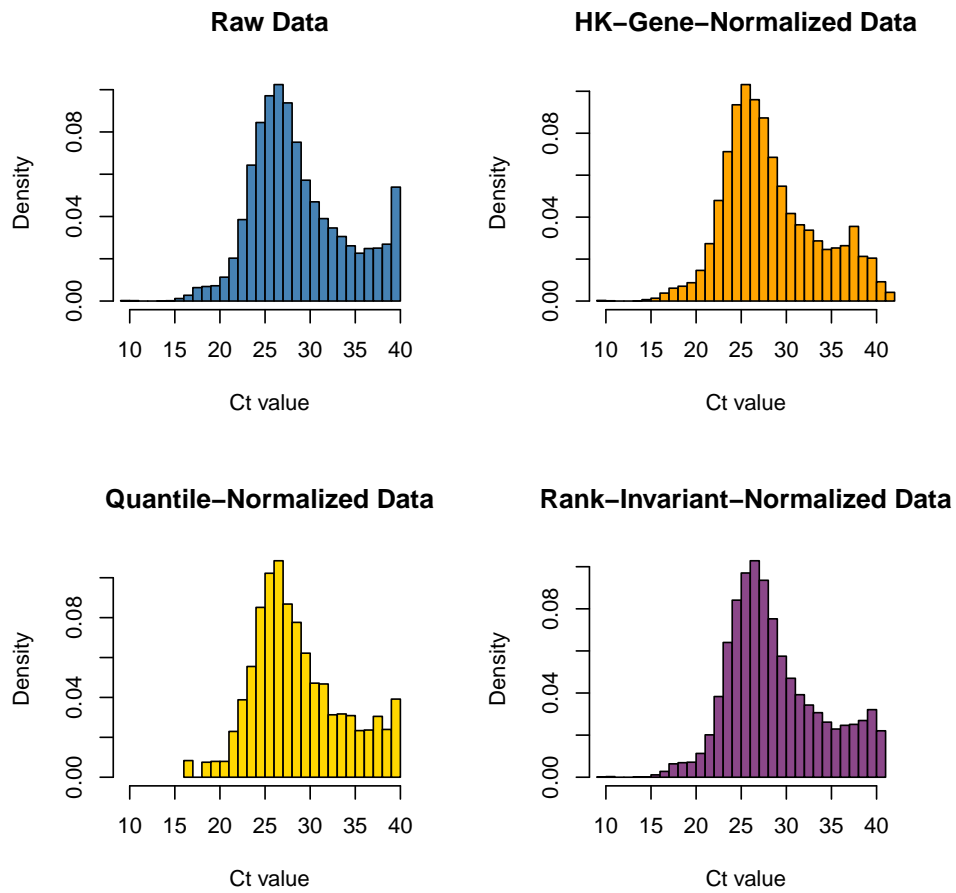 Raw Data
Density
0.00 0.04 0.08
10 15 20 25 30 35 40
Ct value
HK−Gene−Normalized Data
Density
0.00 0.04 0.08
10 15 20 25 30 35 40
Ct value
Quantile−Normalized Data
Density
0.00 0.04 0.08
10 15 20 25 30 35 40
Ct value
Rank−Invariant−Normalized Data
Density
0.00 0.04 0.08
10 15 20 25 30 35 40
Ct value